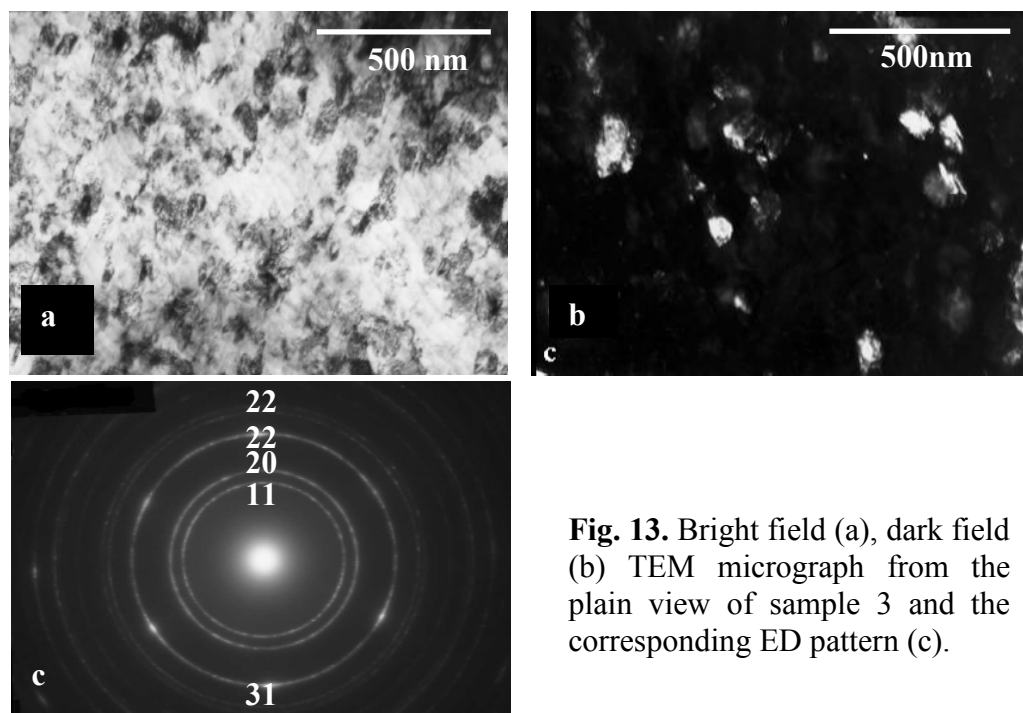 500 nm
a
500nm
b
c
22
22
20
11
31
c
Fig. 13. Bright field (a), dark field
(b) TEM micrograph from the
plain view of sample 3 and the
corresponding ED pattern (c).